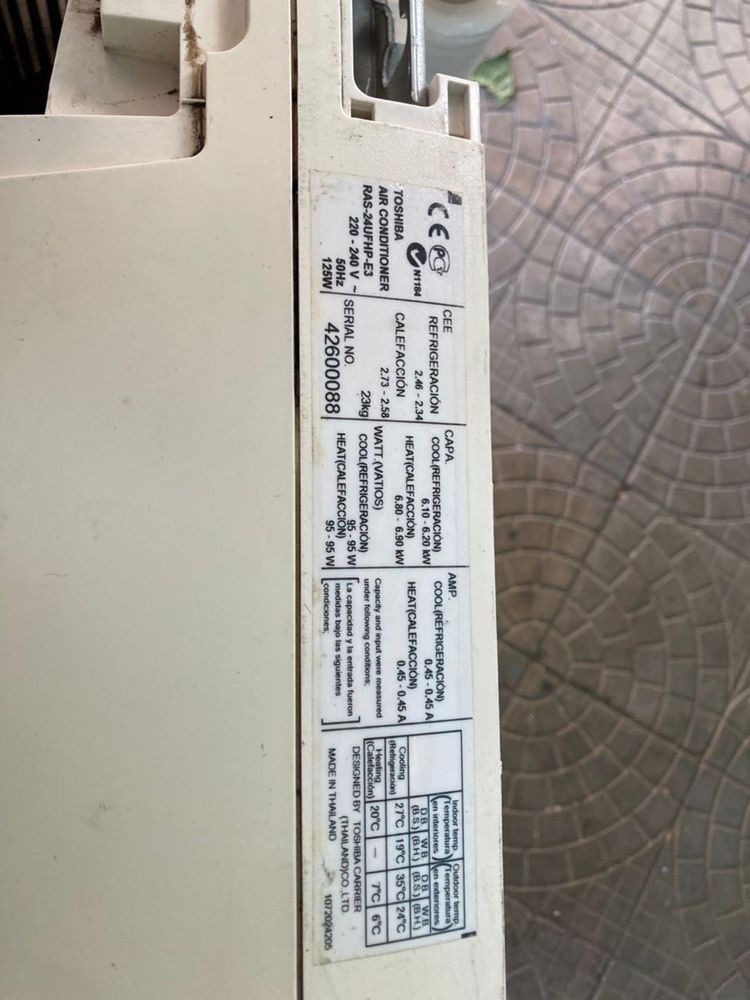 CE PCT N1184
TOSHIBA
AIR CONDITIONER
RAS-24UFHP-E3
220 - 240 V ~
50Hz
125W
CEE
REFRIGERACIÓN
2.46 - 2.34
CALEFACCIÓN
2.73 - 2.58
23kg
SERIAL NO.
42600088
CAPA.
COOL(REFRIGERACIÓN)
6.10 - 6.20 kW
HEAT(CALEFACCIÓN)
6.80 - 6.90 kW
WATT.(VATIOS)
COOL(REFRIGERACIÓN)
95 - 95 W
HEAT(CALEFACCIÓN)
95 - 95 W
AMP.
COOL(REFRIGERACIÓN)
0.45 - 0.45 A
HEAT(CALEFACCIÓN)
0.45 - 0.45 A
Capacity and input were measured
under following conditions;
La capacidad y la entrada fueron
medidas bajo las siguientes
condiciones;
Indoor temp. Outdoor temp.
(Temperatura en interiores) (Temperatura en exteriores)
D.B. W.B. D.B. W.B.
(B.S.) (B.H.) (B.S.) (B.H.)
Cooling (Refrigeración) 27°C 19°C 35°C 24°C
Heating (Calefacción) 20°C — 7°C 6°C
DESIGNED BY TOSHIBA CARRIER
(THAILAND)CO.,LTD.
MADE IN THAILAND 1072024205